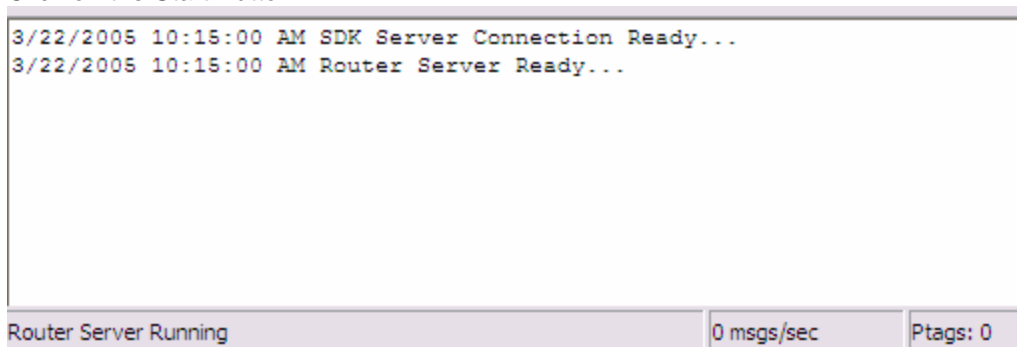 3/22/2005 10:15:00 AM SDK Server Connection Ready...
3/22/2005 10:15:00 AM Router Server Ready...
Router Server Running 0 msgs/sec Ptags: 0